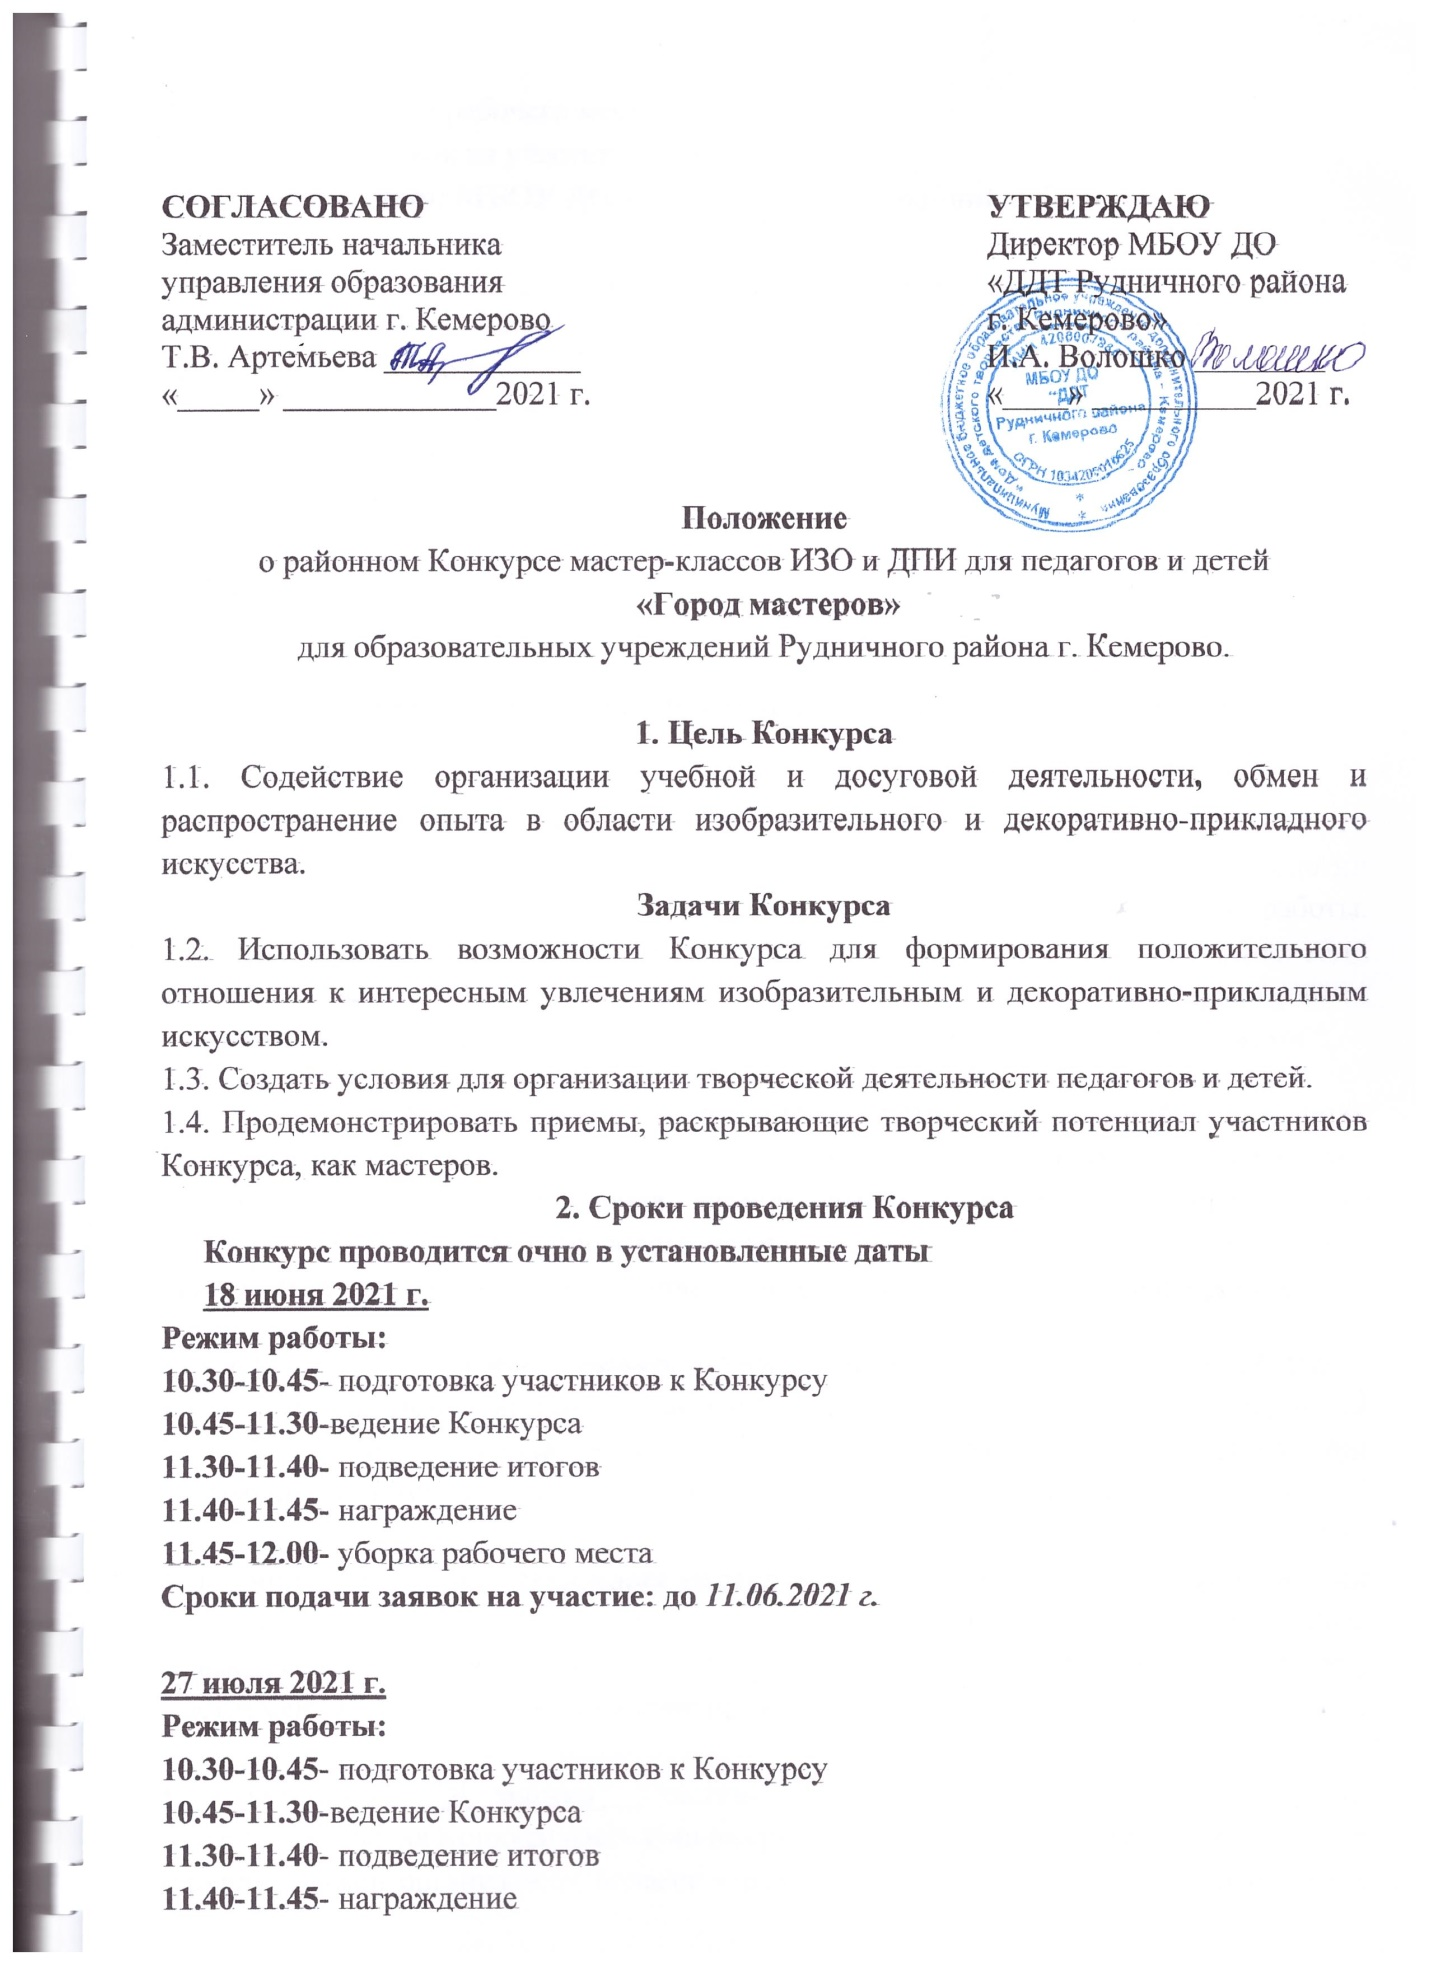 СОГЛАСОВАНО
Заместитель начальника
управления образования
администрации г. Кемерово
Т.В. Артемьева ____________
«______» _____________2021 г.
УТВЕРЖДАЮ
Директор МБОУ ДО
«ДДТ Рудничного района
г. Кемерово»
И.А. Волошко ________ Волошко
«_____» ___________2021 г.
МБОУ ДО
"ДДТ
Рудничного района
г. Кемерово
Положение
о районном Конкурсе мастер-классов ИЗО и ДПИ для педагогов и детей
«Город мастеров»
для образовательных учреждений Рудничного района г. Кемерово.
1. Цель Конкурса
1.1. Содействие организации учебной и досуговой деятельности, обмен и
распространение опыта в области изобразительного и декоративно-прикладного
искусства.
Задачи Конкурса
1.2. Использовать возможности Конкурса для формирования положительного
отношения к интересным увлечениям изобразительным и декоративно-прикладным
искусством.
1.3. Создать условия для организации творческой деятельности педагогов и детей.
1.4. Продемонстрировать приемы, раскрывающие творческий потенциал участников
Конкурса, как мастеров.
2. Сроки проведения Конкурса
Конкурс проводится очно в установленные даты
18 июня 2021 г.
Режим работы:
10.30-10.45- подготовка участников к Конкурсу
10.45-11.30-ведение Конкурса
11.30-11.40- подведение итогов
11.40-11.45- награждение
11.45-12.00- уборка рабочего места
Сроки подачи заявок на участие: до 11.06.2021 г.
27 июля 2021 г.
Режим работы:
10.30-10.45- подготовка участников к Конкурсу
10.45-11.30-ведение Конкурса
11.30-11.40- подведение итогов
11.40-11.45- награждение